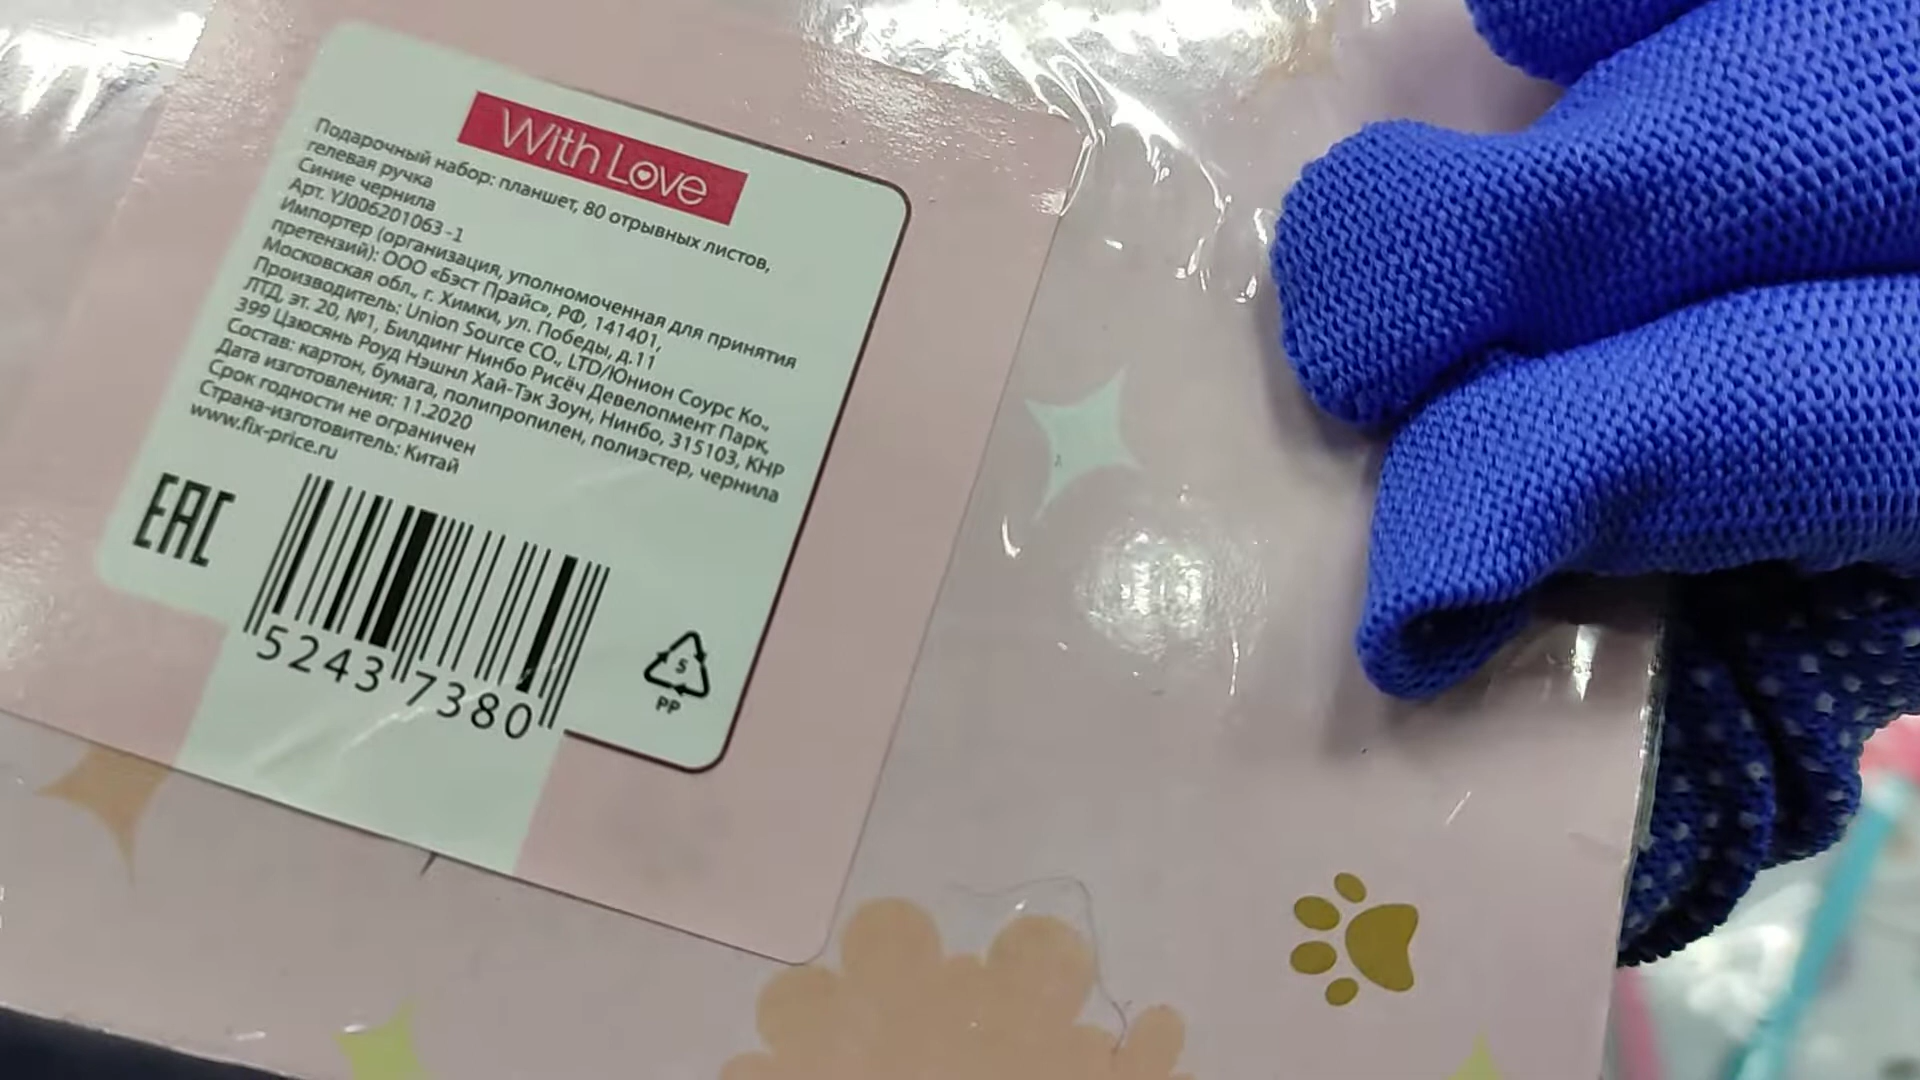 With Love
Подарочный набор: планшет, 80 отрывных листов,
гелевая ручка
Синие чернила
Арт. YJ006201063-1
Импортер (организация, уполномоченная для принятия
претензий): ООО «Бэст Прайс», РФ, 141401,
Московская обл., г. Химки, ул. Победы, д.11
Производитель: Union Source CO., LTD/Юнион Соурс Ко.,
ЛТД, эт. 20, №1, Билдинг Нинбо Рисёч Девелопмент Парк,
399 Цзюсянь Роуд Нэшнл Хай-Тэк Зоун, Нинбо, 315103, КНР
Состав: картон, бумага, полипропилен, полиэстер, чернила
Дата изготовления: 11.2020
Срок годности не ограничен
Страна-изготовитель: Китай
www.fix-price.ru
EAC
5243 7380
5
PP